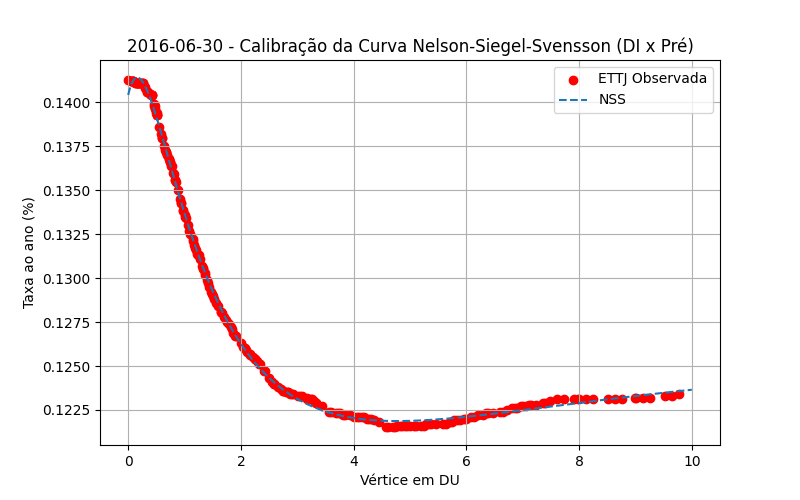 2016-06-30 - Calibração da Curva Nelson-Siegel-Svensson (DI x Pré)
ETTJ Observada
NSS
Taxa ao ano (%)
0.1400
0.1375
0.1350
0.1325
0.1300
0.1275
0.1250
0.1225
0 2 4 6 8 10
Vértice em DU